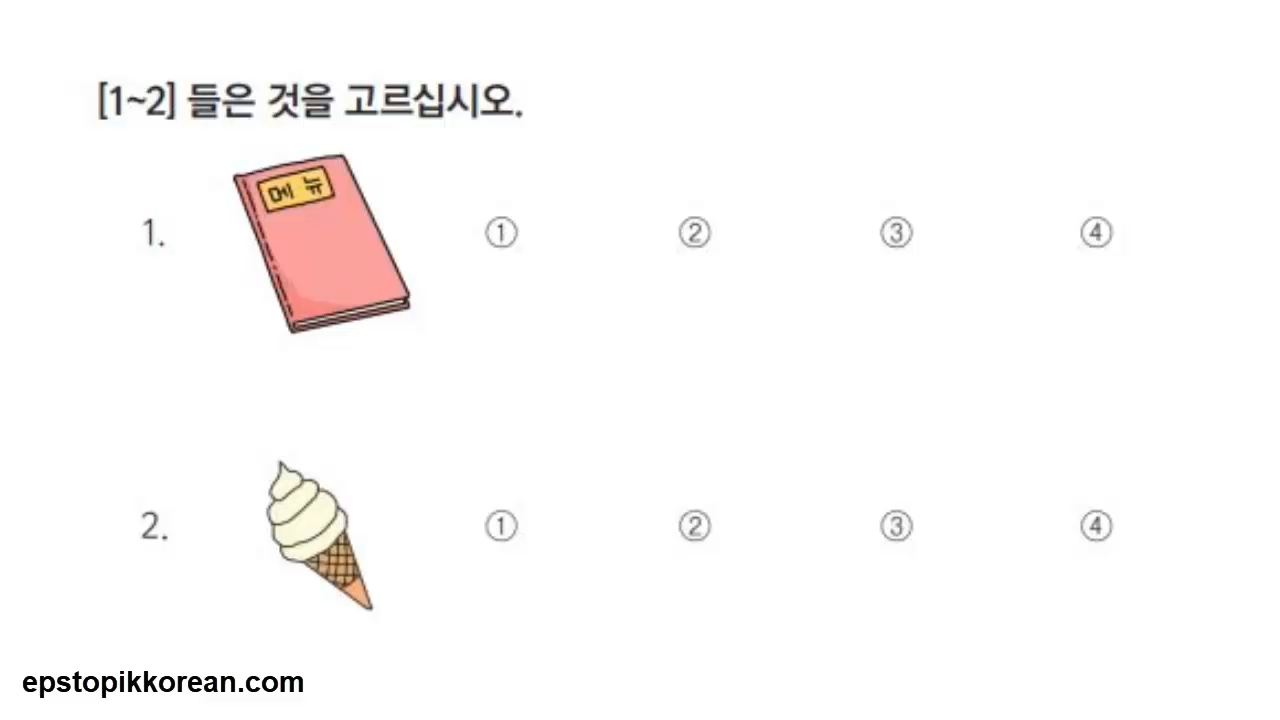 [1~2] 들은 것을 고르십시오.
메뉴
1. ① ② ③ ④
2. ① ② ③ ④
epstopikkorean.com